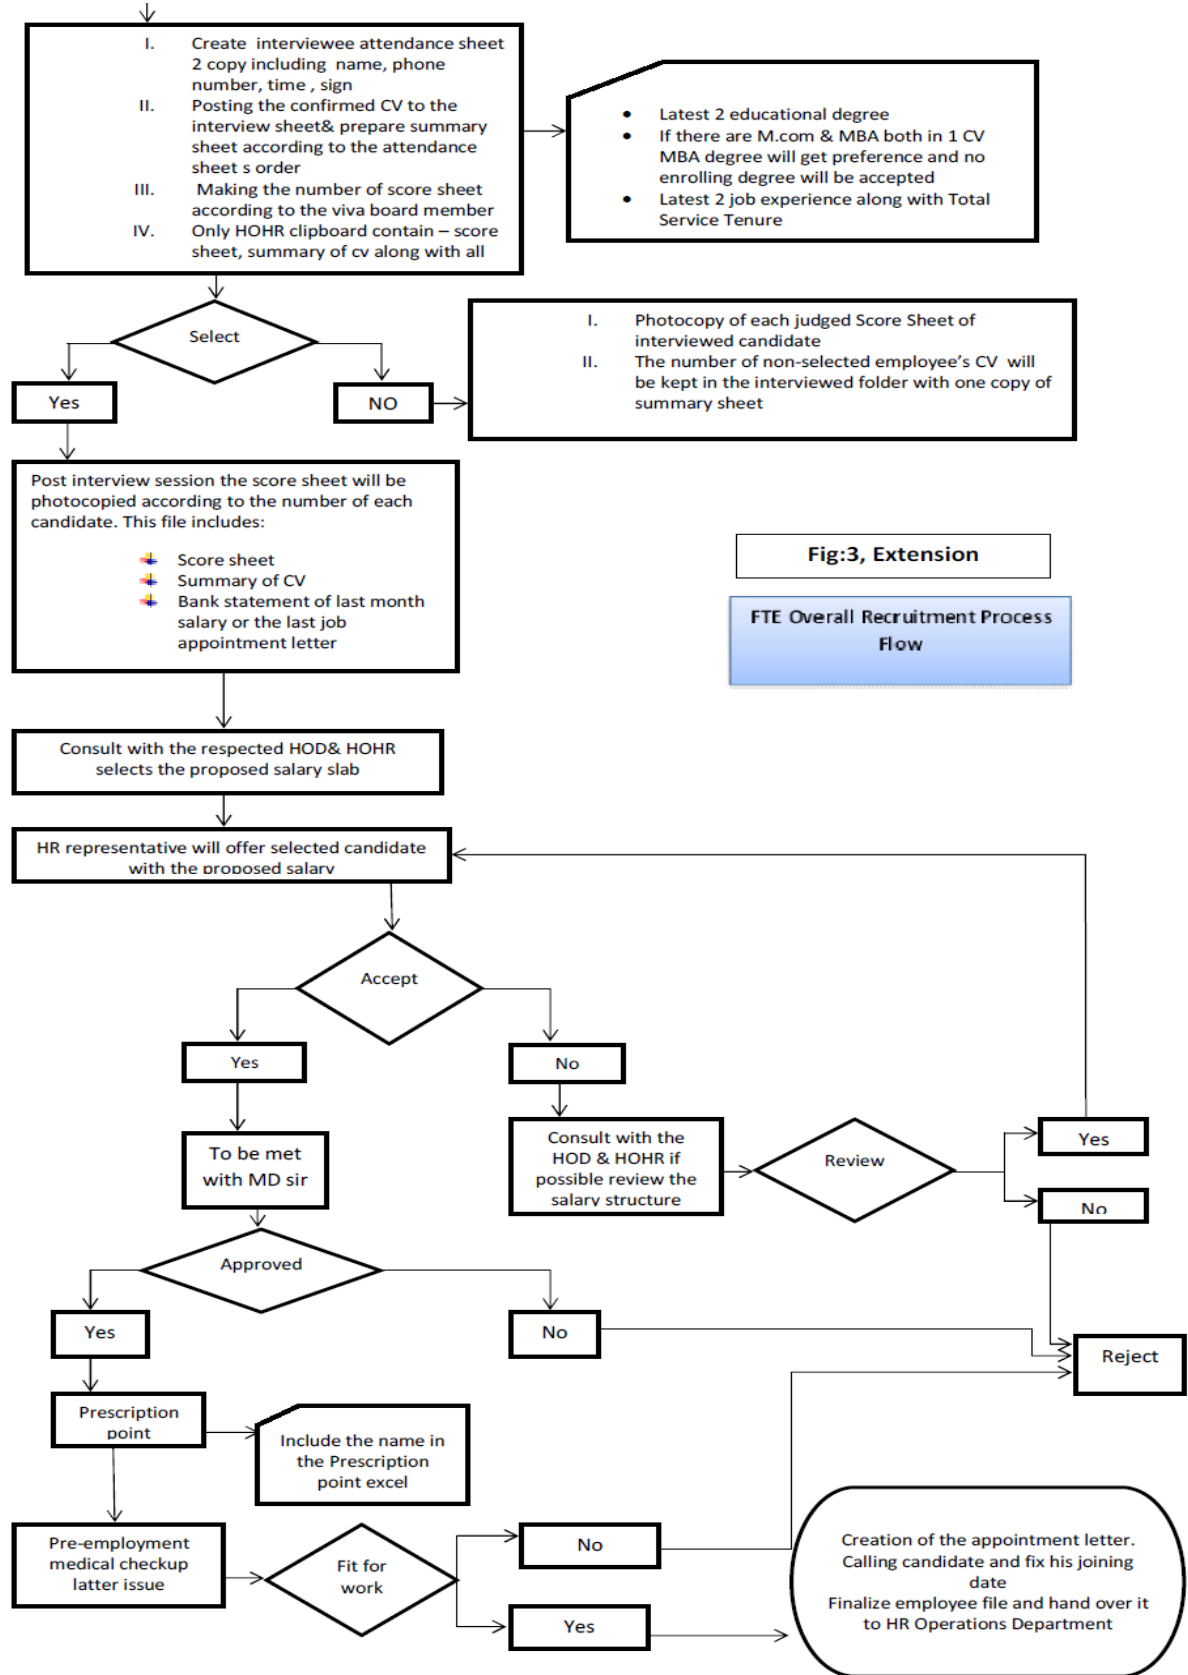 I. Create interviewee attendance sheet
2 copy including name, phone
number, time , sign
II. Posting the confirmed CV to the
interview sheet& prepare summary
sheet according to the attendance
sheet s order
III. Making the number of score sheet
according to the viva board member
IV. Only HOHR clipboard contain – score
sheet, summary of cv along with all
• Latest 2 educational degree
• If there are M.com & MBA both in 1 CV
MBA degree will get preference and no
enrolling degree will be accepted
• Latest 2 job experience along with Total
Service Tenure
Select
Yes
NO
I. Photocopy of each judged Score Sheet of
interviewed candidate
II. The number of non-selected employee’s CV will
be kept in the interviewed folder with one copy of
summary sheet
Post interview session the score sheet will be
photocopied according to the number of each
candidate. This file includes:
Score sheet
Summary of CV
Bank statement of last month
salary or the last job
appointment letter
Fig:3, Extension
FTE Overall Recruitment Process
Flow
Consult with the respected HOD& HOHR
selects the proposed salary slab
HR representative will offer selected candidate
with the proposed salary
Accept
Yes
No
To be met
with MD sir
Consult with the
HOD & HOHR if
possible review the
salary structure
Review
Yes
No
Approved
Yes
No
Reject
Prescription
point
Include the name in
the Prescription
point excel
Pre-employment
medical checkup
latter issue
Fit for
work
No
Yes
Creation of the appointment letter.
Calling candidate and fix his joining
date
Finalize employee file and hand over it
to HR Operations Department